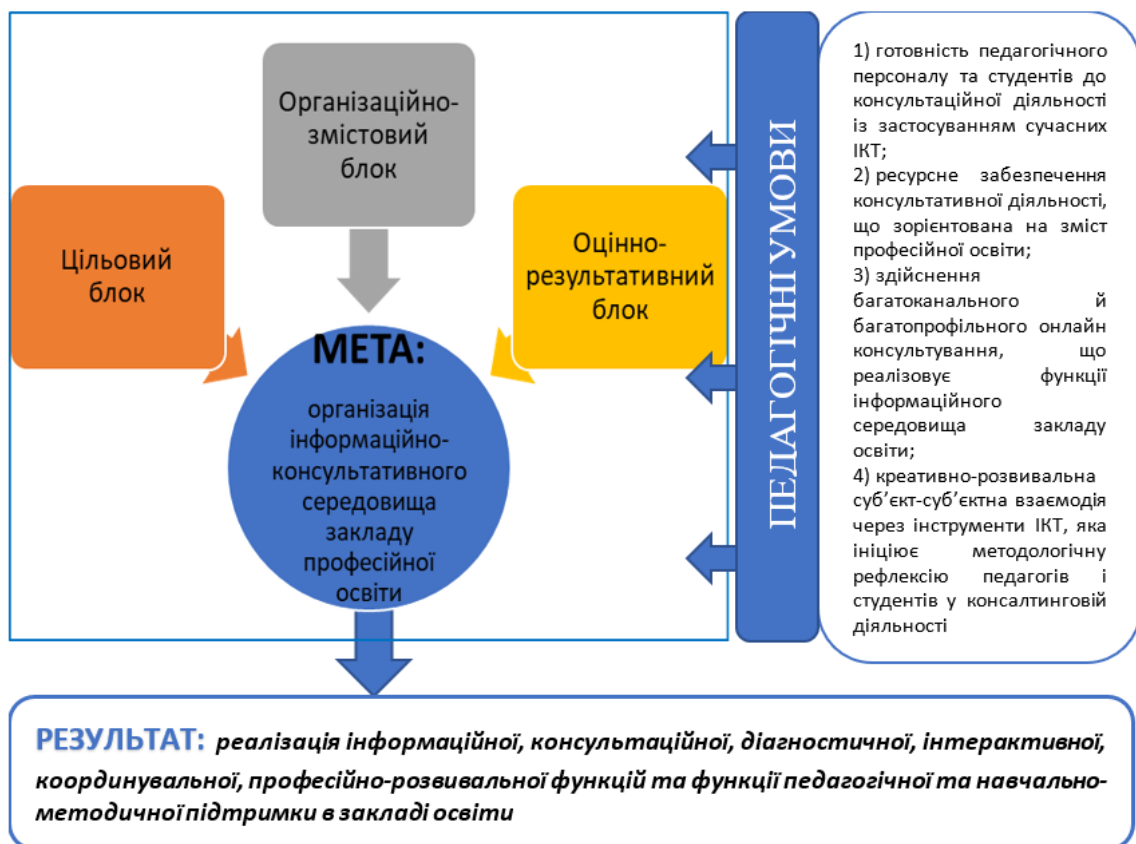 Організаційно-
змістовий
блок
Цільовий
блок
Оцінно-
результативний
блок
МЕТА:
організація
інформаційно-
консультативного
середовища
закладу
професійної
освіти
ПЕДАГОГІЧНІ УМОВИ
1) готовність педагогічного
персоналу та студентів до
консультаційної діяльності
із застосуванням сучасних
ІКТ;
2) ресурсне забезпечення
консультативної діяльності,
що зорієнтована на зміст
професійної освіти;
3) здійснення
багатоканального й
багатопрофільного онлайн
консультування, що
реалізовує функції
інформаційного
середовища закладу
освіти;
4) креативно-розвивальна
суб’єкт-суб’єктна взаємодія
через інструменти ІКТ, яка
ініціює методологічну
рефлексію педагогів і
студентів у консалтинговій
діяльності
РЕЗУЛЬТАТ: реалізація інформаційної, консультаційної, діагностичної, інтерактивної,
координувальної, професійно-розвивальної функцій та функції педагогічної та навчально-
методичної підтримки в закладі освіти